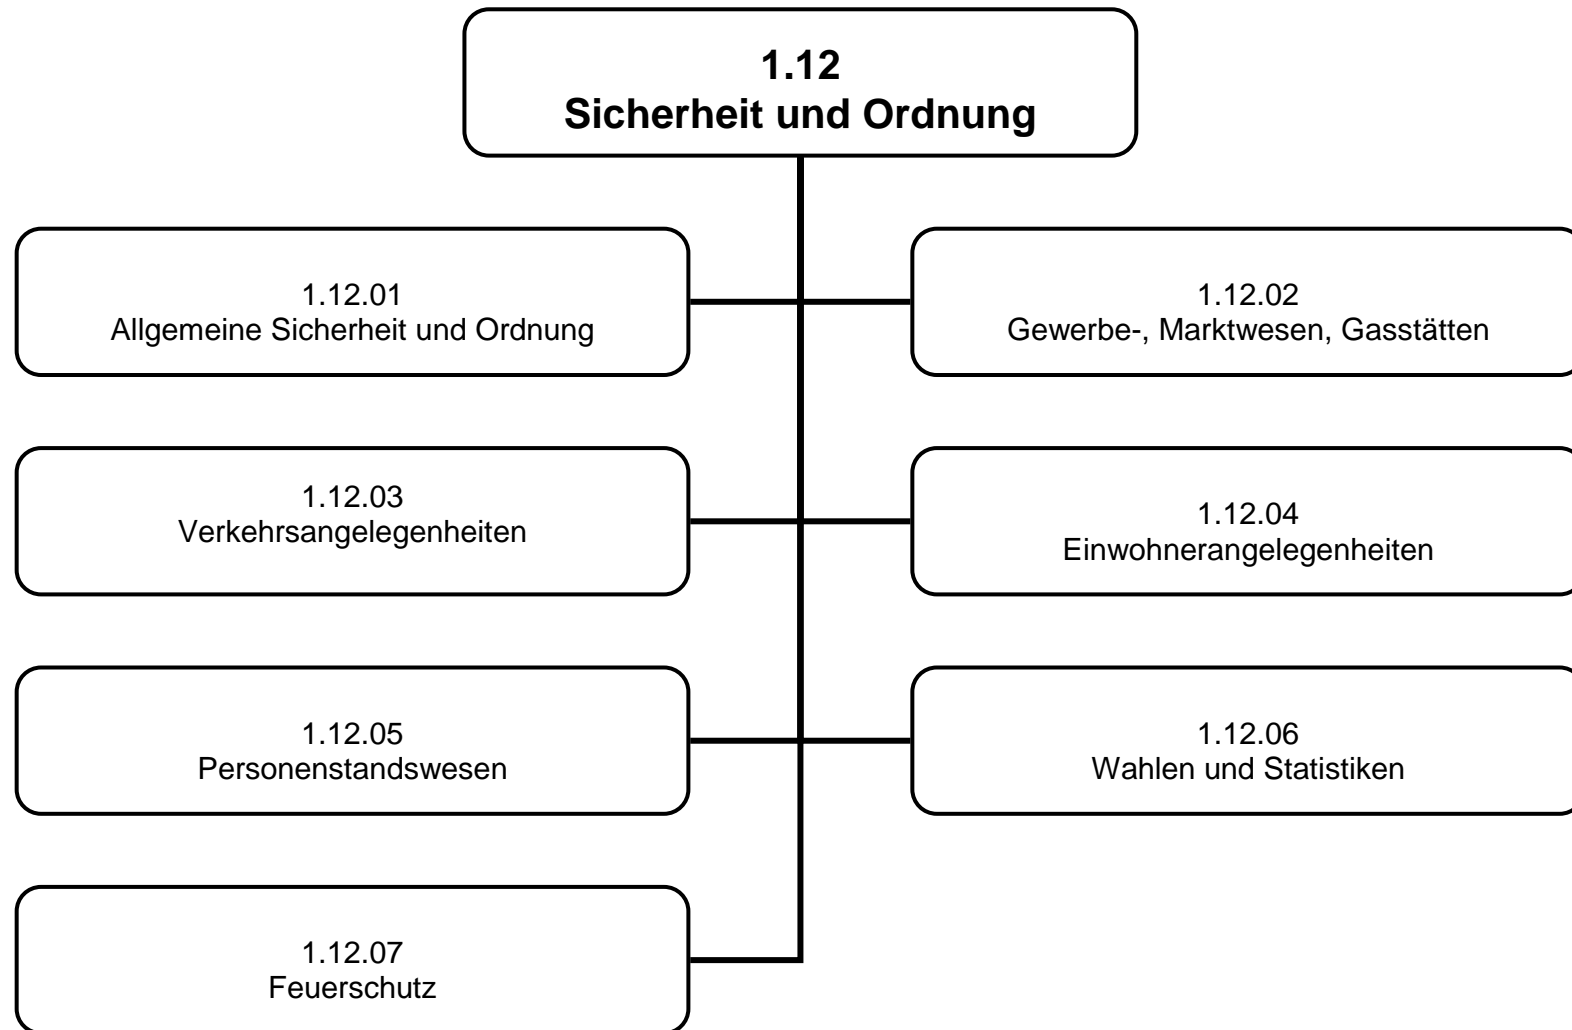 1.12
Sicherheit und Ordnung
1.12.01
Allgemeine Sicherheit und Ordnung
1.12.02
Gewerbe-, Marktwesen, Gasstätten
1.12.03
Verkehrsangelegenheiten
1.12.04
Einwohnerangelegenheiten
1.12.05
Personenstandswesen
1.12.06
Wahlen und Statistiken
1.12.07
Feuerschutz